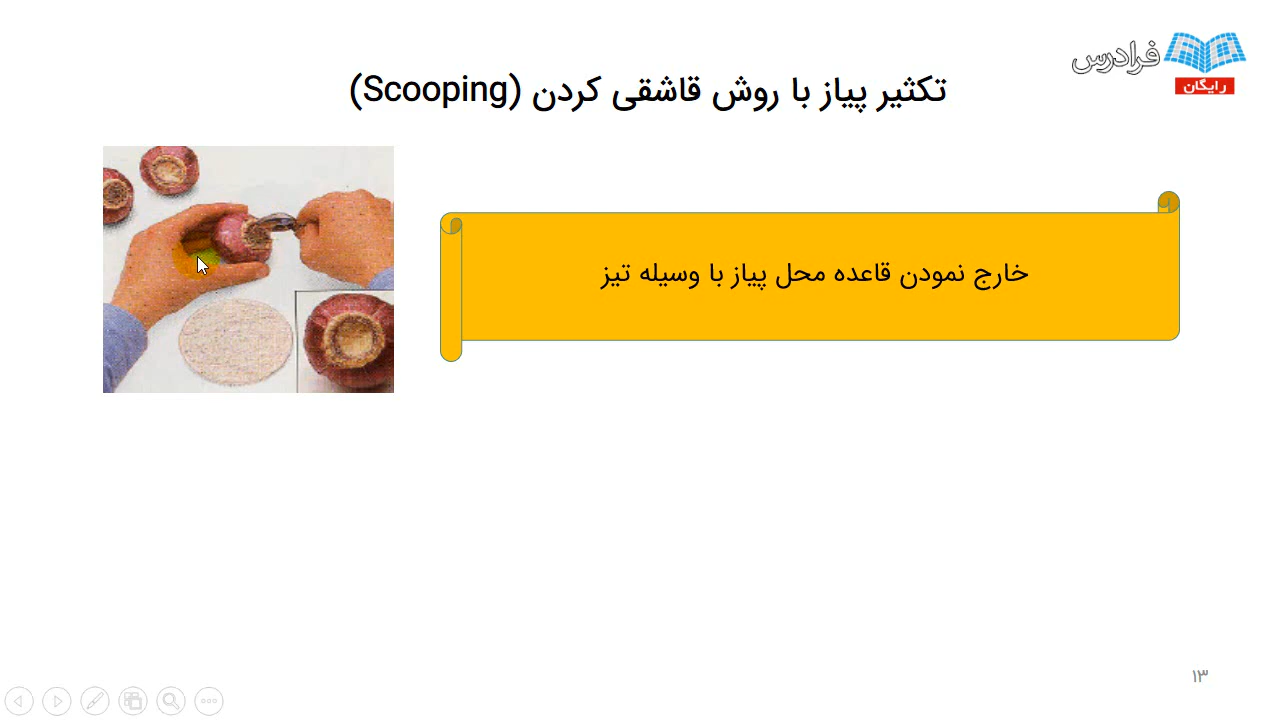 فرادرس
رایگان
تکثیر پیاز با روش قاشقی کردن (Scooping)
خارج نمودن قاعده محل پیاز با وسیله تیز
۱۳